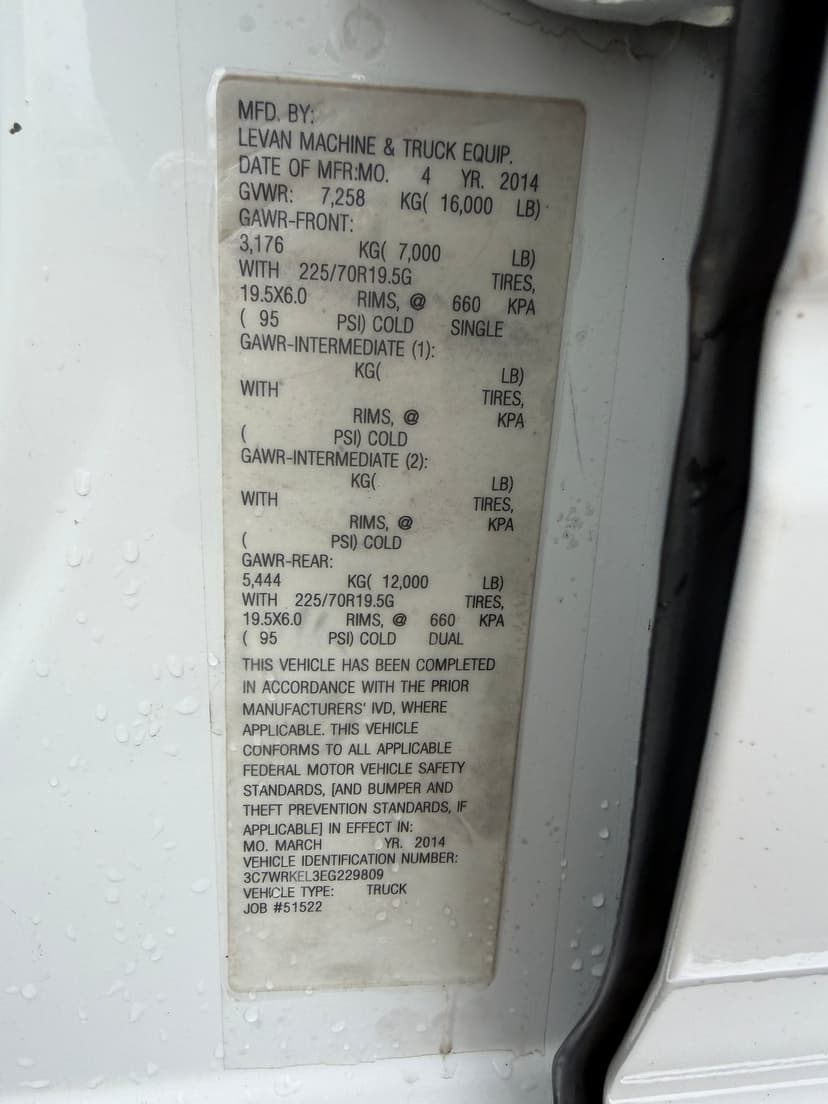 MFD. BY:
LEVAN MACHINE & TRUCK EQUIP.
DATE OF MFR:MO. 4 YR. 2014
GVWR: 7,258 KG( 16,000 LB)
GAWR-FRONT:
3,176 KG( 7,000 LB)
WITH 225/70R19.5G TIRES,
19.5X6.0 RIMS, @ 660 KPA
( 95 PSI) COLD SINGLE
GAWR-INTERMEDIATE (1):
KG( LB)
WITH TIRES,
RIMS, @ KPA
( PSI) COLD
GAWR-INTERMEDIATE (2):
KG( LB)
WITH TIRES,
RIMS, @ KPA
( PSI) COLD
GAWR-REAR:
5,444 KG( 12,000 LB)
WITH 225/70R19.5G TIRES,
19.5X6.0 RIMS, @ 660 KPA
( 95 PSI) COLD DUAL
THIS VEHICLE HAS BEEN COMPLETED
IN ACCORDANCE WITH THE PRIOR
MANUFACTURERS' IVD, WHERE
APPLICABLE. THIS VEHICLE
CONFORMS TO ALL APPLICABLE
FEDERAL MOTOR VEHICLE SAFETY
STANDARDS, [AND BUMPER AND
THEFT PREVENTION STANDARDS, IF
APPLICABLE] IN EFFECT IN:
MO. MARCH YR. 2014
VEHICLE IDENTIFICATION NUMBER:
3C7WRKEL3EG229809
VEHICLE TYPE: TRUCK
JOB #51522